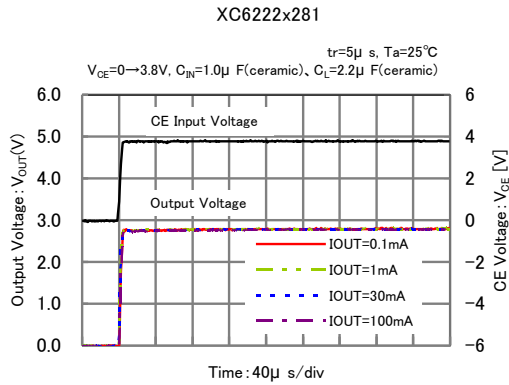 XC6222x281
tr=5μ s, Ta=25℃
VCE=0→3.8V, CIN=1.0μ F(ceramic)、CL=2.2μ F(ceramic)
6.0
5.0
4.0
3.0
2.0
1.0
0.0
Output Voltage：VOUT(V)
CE Input Voltage
Output Voltage
IOUT=0.1mA
IOUT=1mA
IOUT=30mA
IOUT=100mA
6
4
2
0
−2
−4
−6
CE Voltage：VCE [V]
Time：40μ s/div